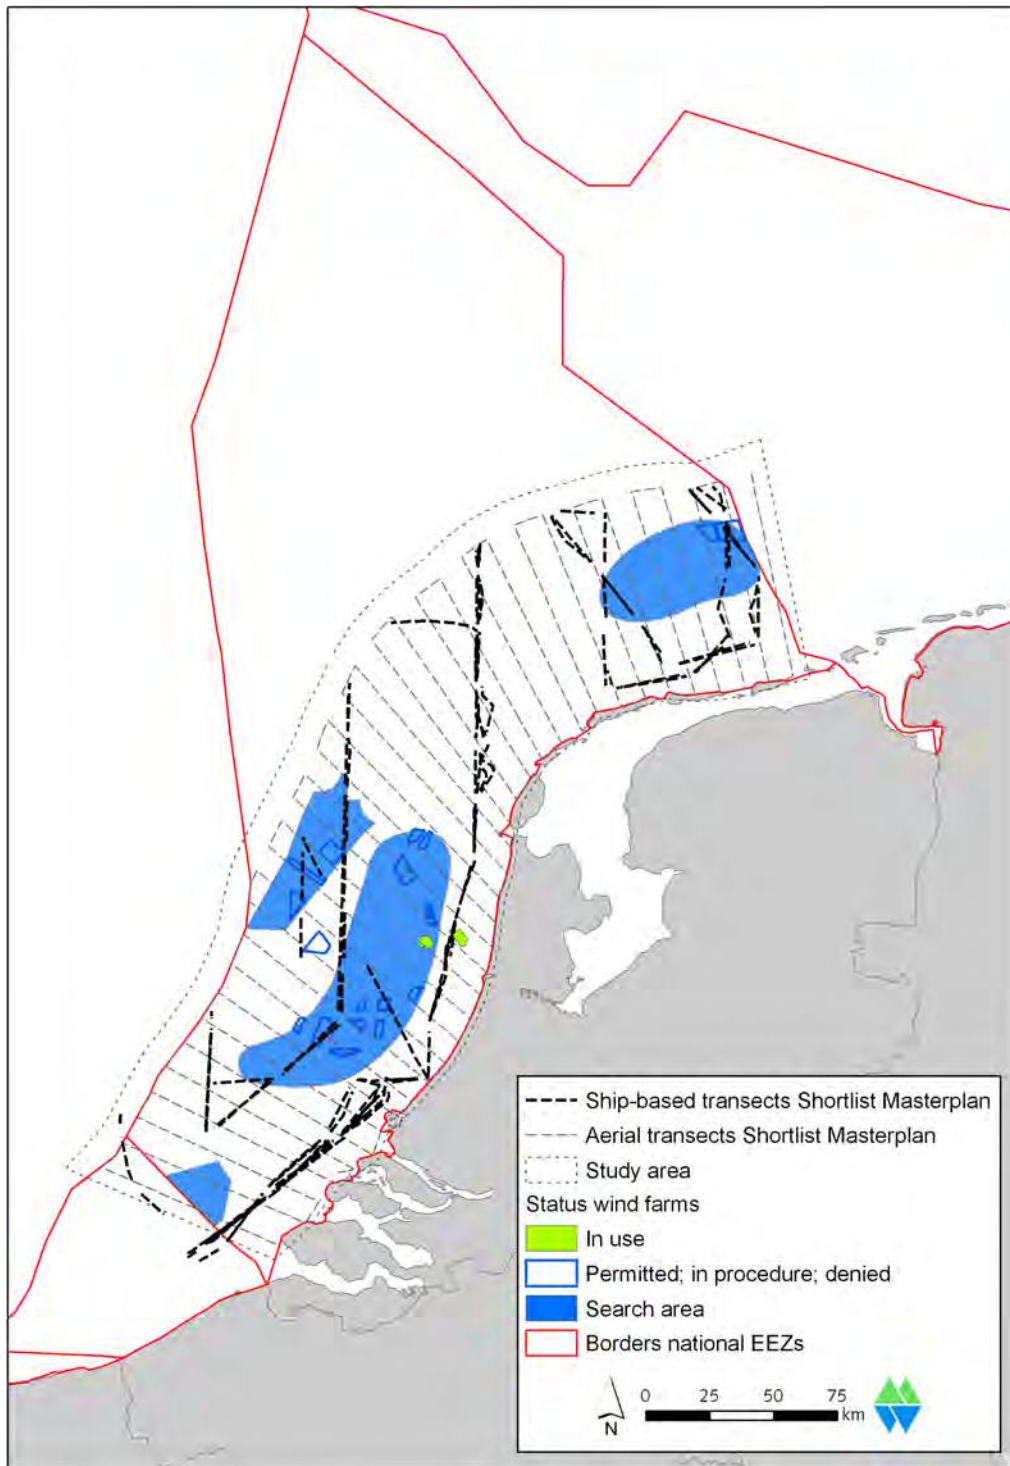 Ship-based transects Shortlist Masterplan
Aerial transects Shortlist Masterplan
Study area
Status wind farms
In use
Permitted; in procedure; denied
Search area
Borders national EEZs
0 25 50 75
km
N